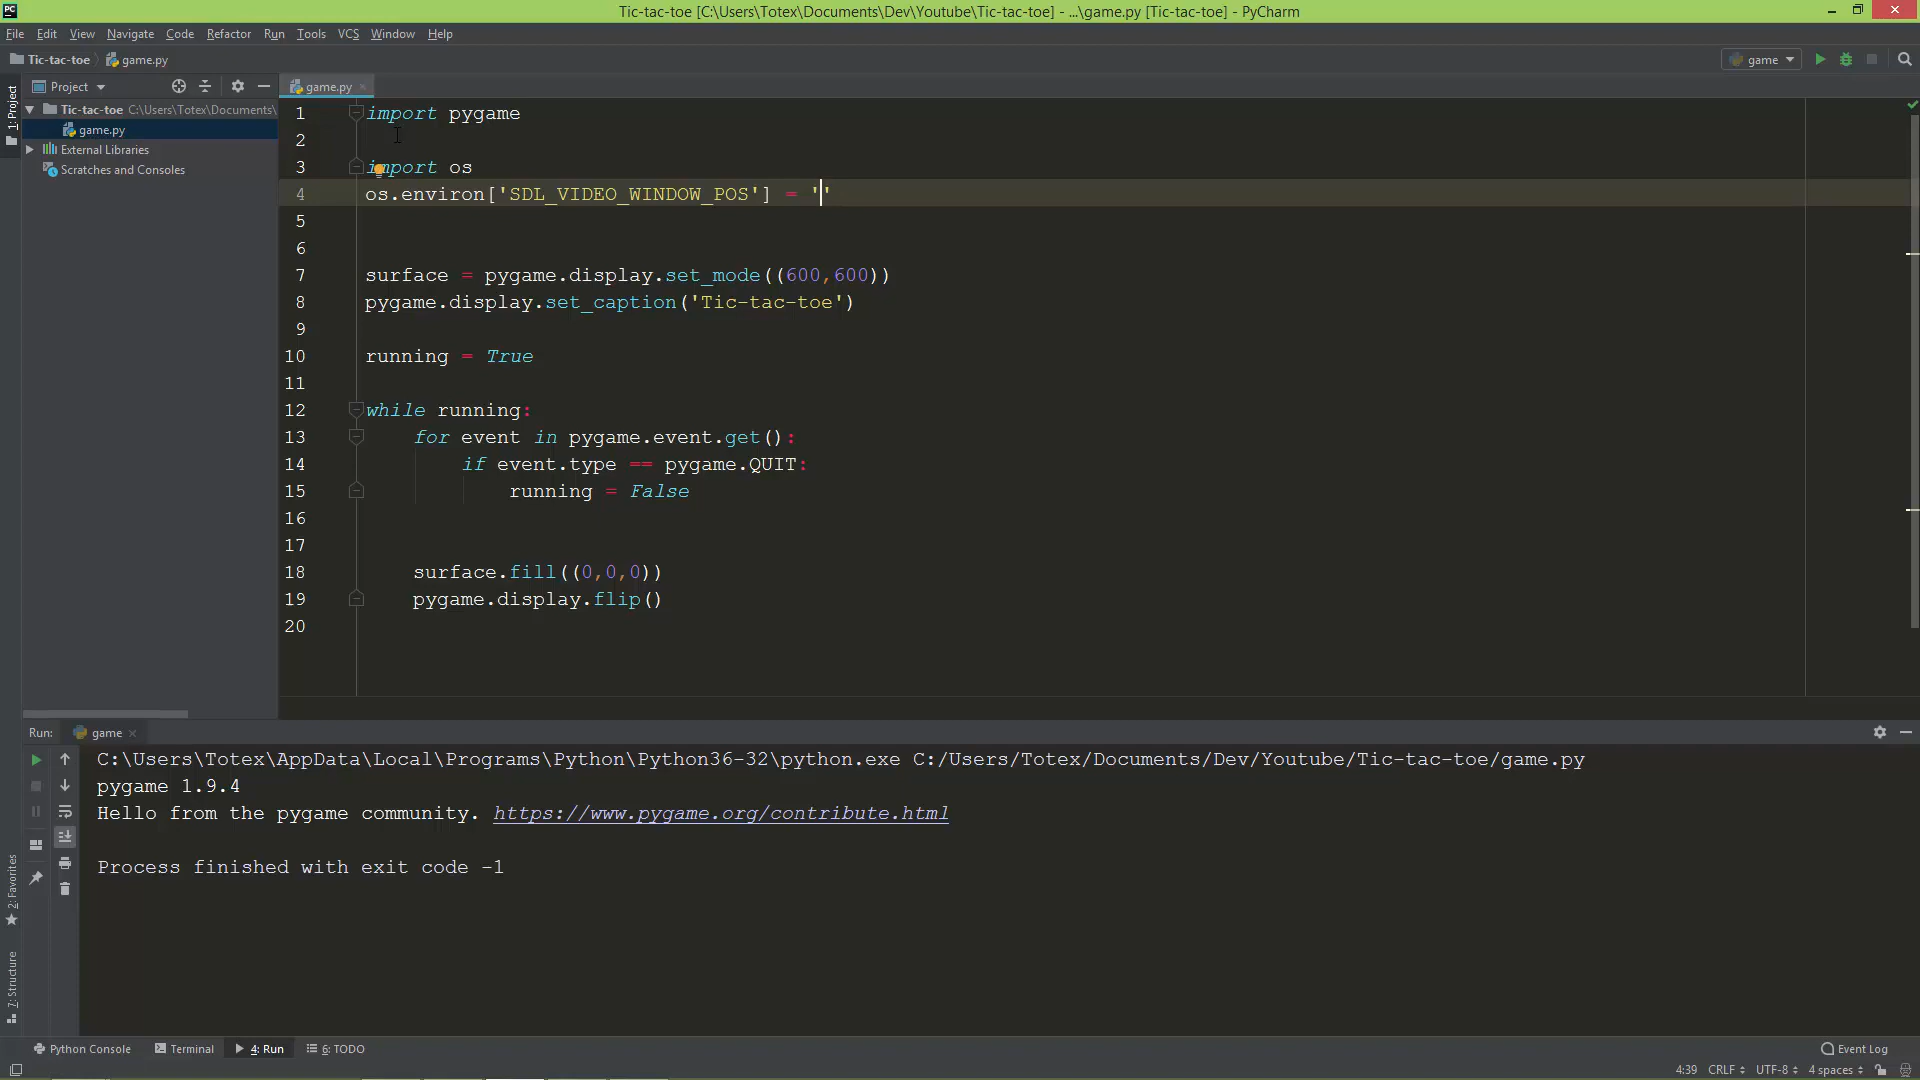 Tic-tac-toe [C:\Users\Totex\Documents\Dev\Youtube\Tic-tac-toe] - ...\game.py [Tic-tac-toe] - PyCharm
File Edit View Navigate Code Refactor Run Tools VCS Window Help
Tic-tac-toe game.py game
1: Project
Project
game.py
Tic-tac-toe C:\Users\Totex\Documents\
game.py
External Libraries
Scratches and Consoles
1 import pygame
2
3 import os
4 os.environ['SDL_VIDEO_WINDOW_POS'] = ''
5
6
7 surface = pygame.display.set_mode((600,600))
8 pygame.display.set_caption('Tic-tac-toe')
9
10 running = True
11
12 while running:
13 for event in pygame.event.get():
14 if event.type == pygame.QUIT:
15 running = False
16
17
18 surface.fill((0,0,0))
19 pygame.display.flip()
20
Run: game
C:\Users\Totex\AppData\Local\Programs\Python\Python36-32\python.exe C:/Users/Totex/Documents/Dev/Youtube/Tic-tac-toe/game.py
pygame 1.9.4
Hello from the pygame community. https://www.pygame.org/contribute.html
Process finished with exit code -1
2: Favorites
7: Structure
Python Console Terminal 4: Run 6: TODO Event Log
4:39 CRLF UTF-8 4 spaces